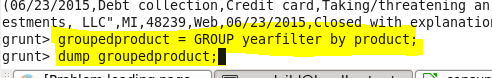 (06/23/2015,Debt collection,Credit card,Taking/threatening an
estments, LLC",MI,48239,Web,06/23/2015,Closed with explanation
grunt> groupedproduct = GROUP yearfilter by product;
grunt> dump groupedproduct;